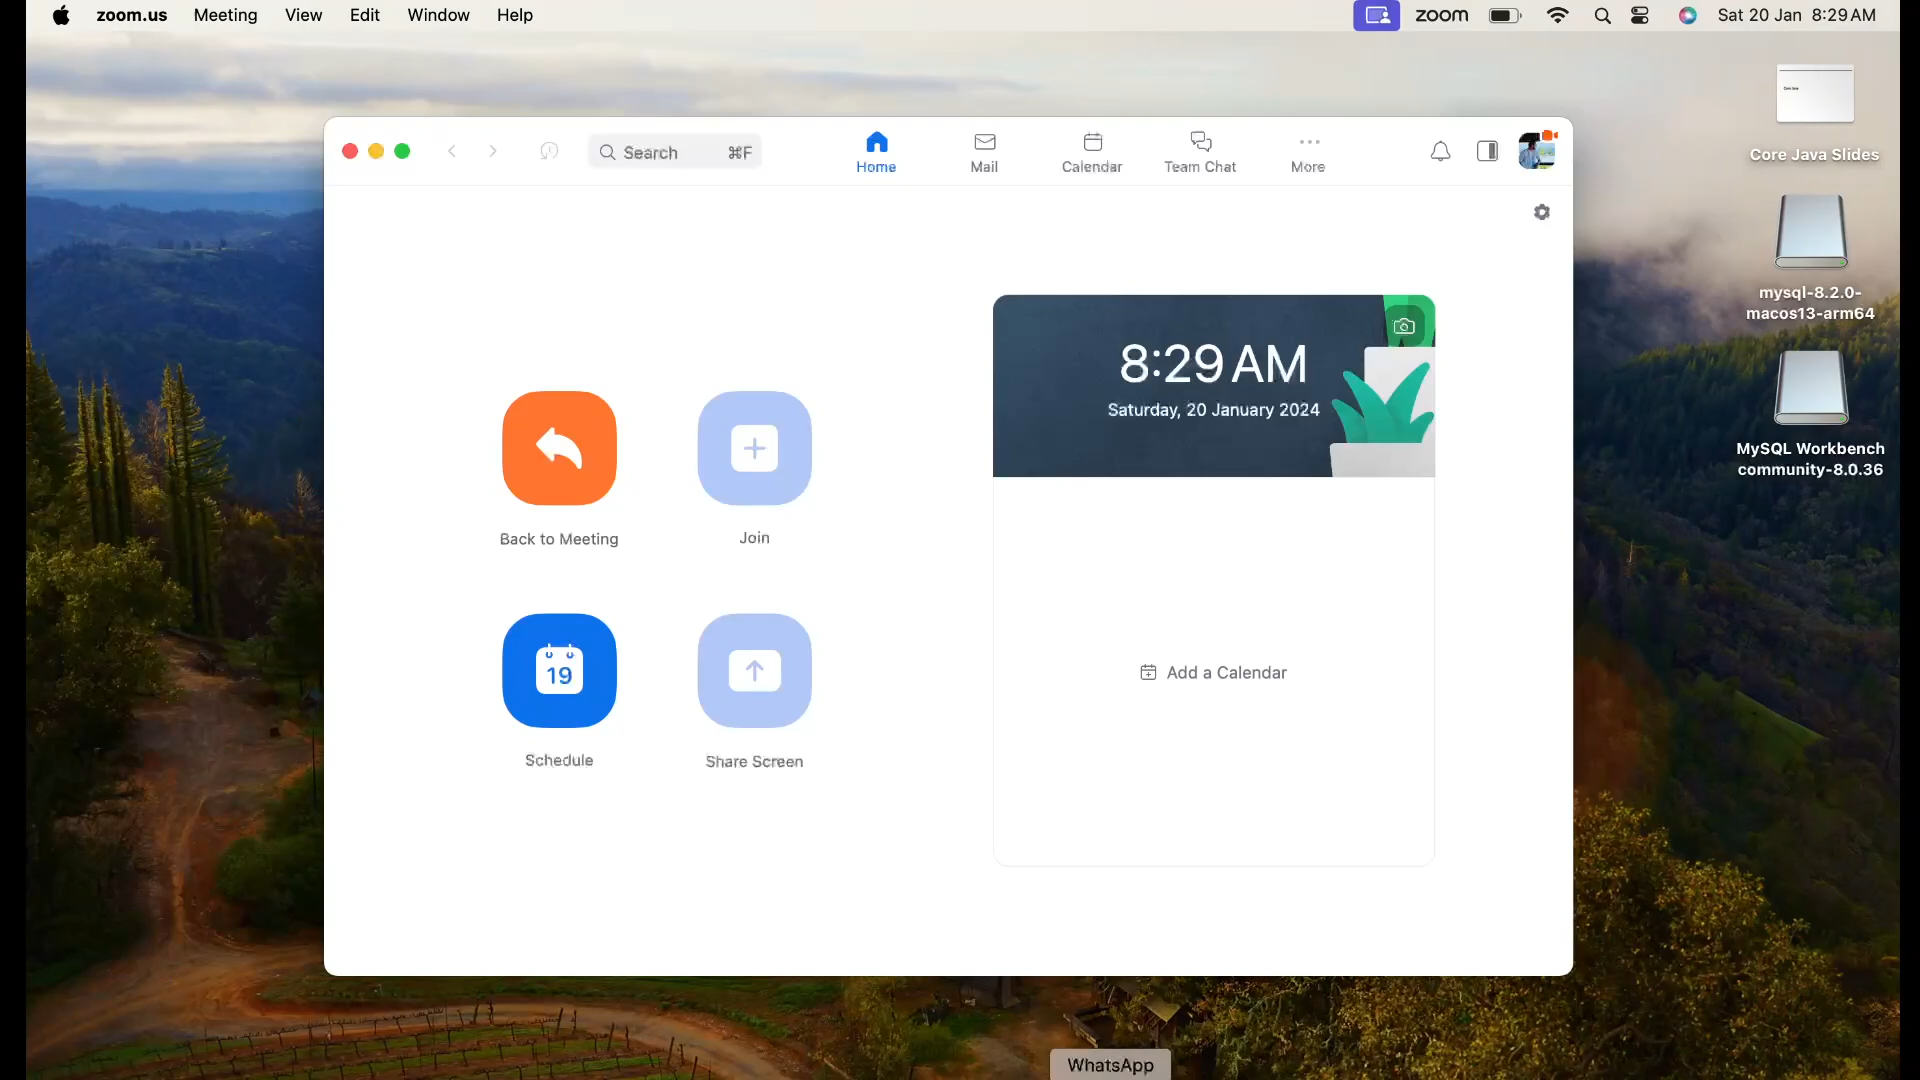 zoom.us Meeting View Edit Window Help
zoom Sat 20 Jan 8:29 AM
Search ⌘F
Home Mail Calendar Team Chat More
Core Java Slides
mysql-8.2.0-
macos13-arm64
MySQL Workbench
community-8.0.36
8:29 AM
Saturday, 20 January 2024
Back to Meeting
Join
19
Schedule
Share Screen
Add a Calendar
WhatsApp